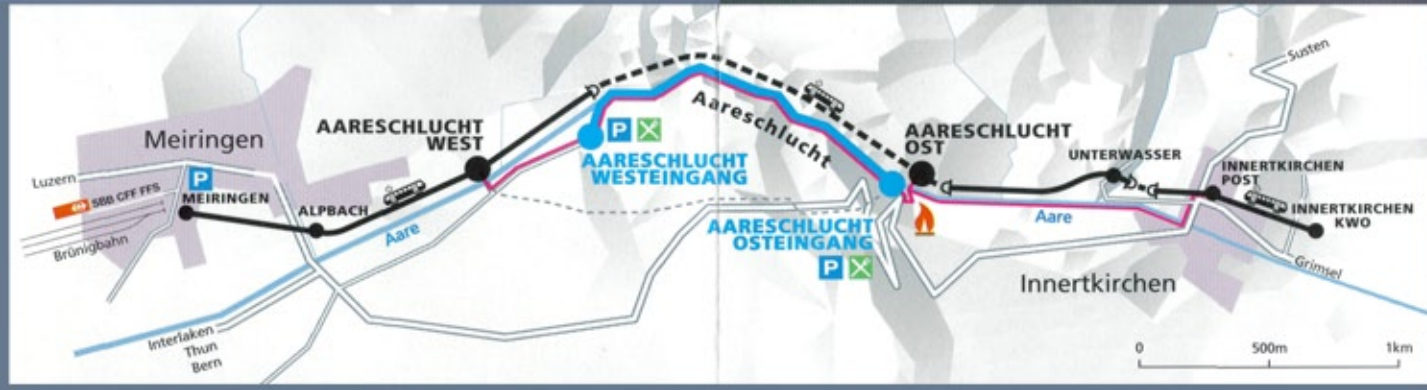 Susten
Meiringen
AARESCHLUCHT
WEST
P
Aareschlucht
AARESCHLUCHT
OST
UNTERWASSER
AARESCHLUCHT
WESTEINGANG
INNERTKIRCHEN
POST
Luzern
P
SBB CFF FFS
MEIRINGEN
ALPBACH
Aare
Brünigbahn
AARESCHLUCHT
OSTEINGANG
P
Aare
INNERTKIRCHEN
KWO
Grimsel
Innertkirchen
Interlaken
Thun
Bern
0 500m 1km